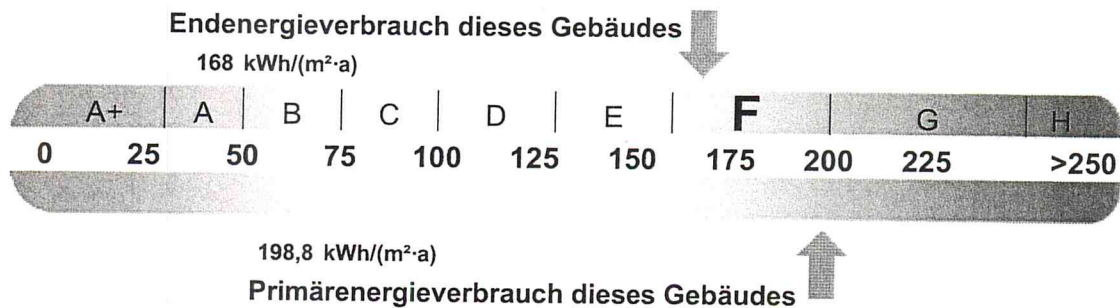 Endenergieverbrauch dieses Gebäudes
168 kWh/(m²·a)
A+ A B C D E F G H
0 25 50 75 100 125 150 175 200 225 >250
198,8 kWh/(m²·a)
Primärenergieverbrauch dieses Gebäudes